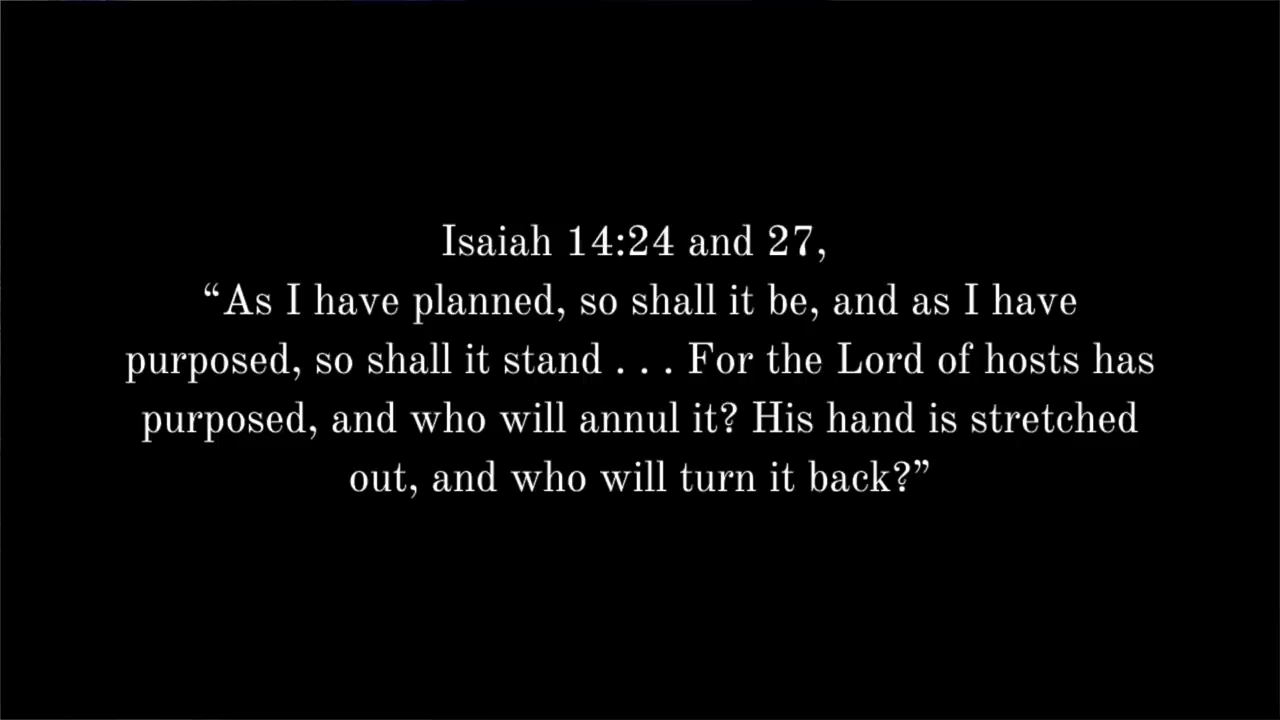 Isaiah 14:24 and 27,
“As I have planned, so shall it be, and as I have
purposed, so shall it stand . . . For the Lord of hosts has
purposed, and who will annul it? His hand is stretched
out, and who will turn it back?”